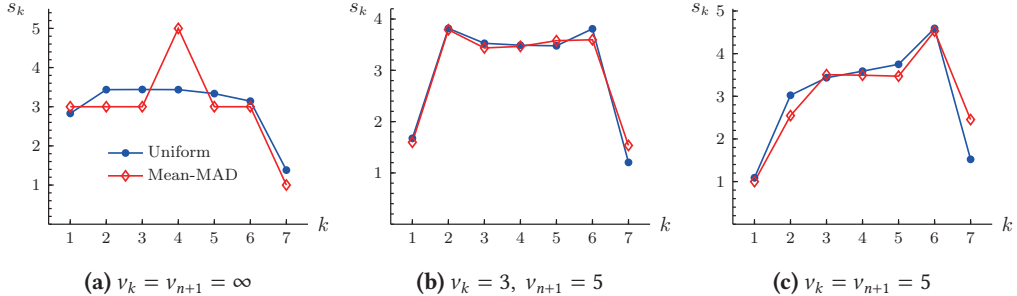 s_k
5
4
3
2
1
Uniform
Mean-MAD
1 2 3 4 5 6 7 k
(a) ν_k = ν_{n+1} = ∞
s_k
4
3
2
1
1 2 3 4 5 6 7 k
(b) ν_k = 3, ν_{n+1} = 5
s_k
5
4
3
2
1
1 2 3 4 5 6 7 k
(c) ν_k = ν_{n+1} = 5